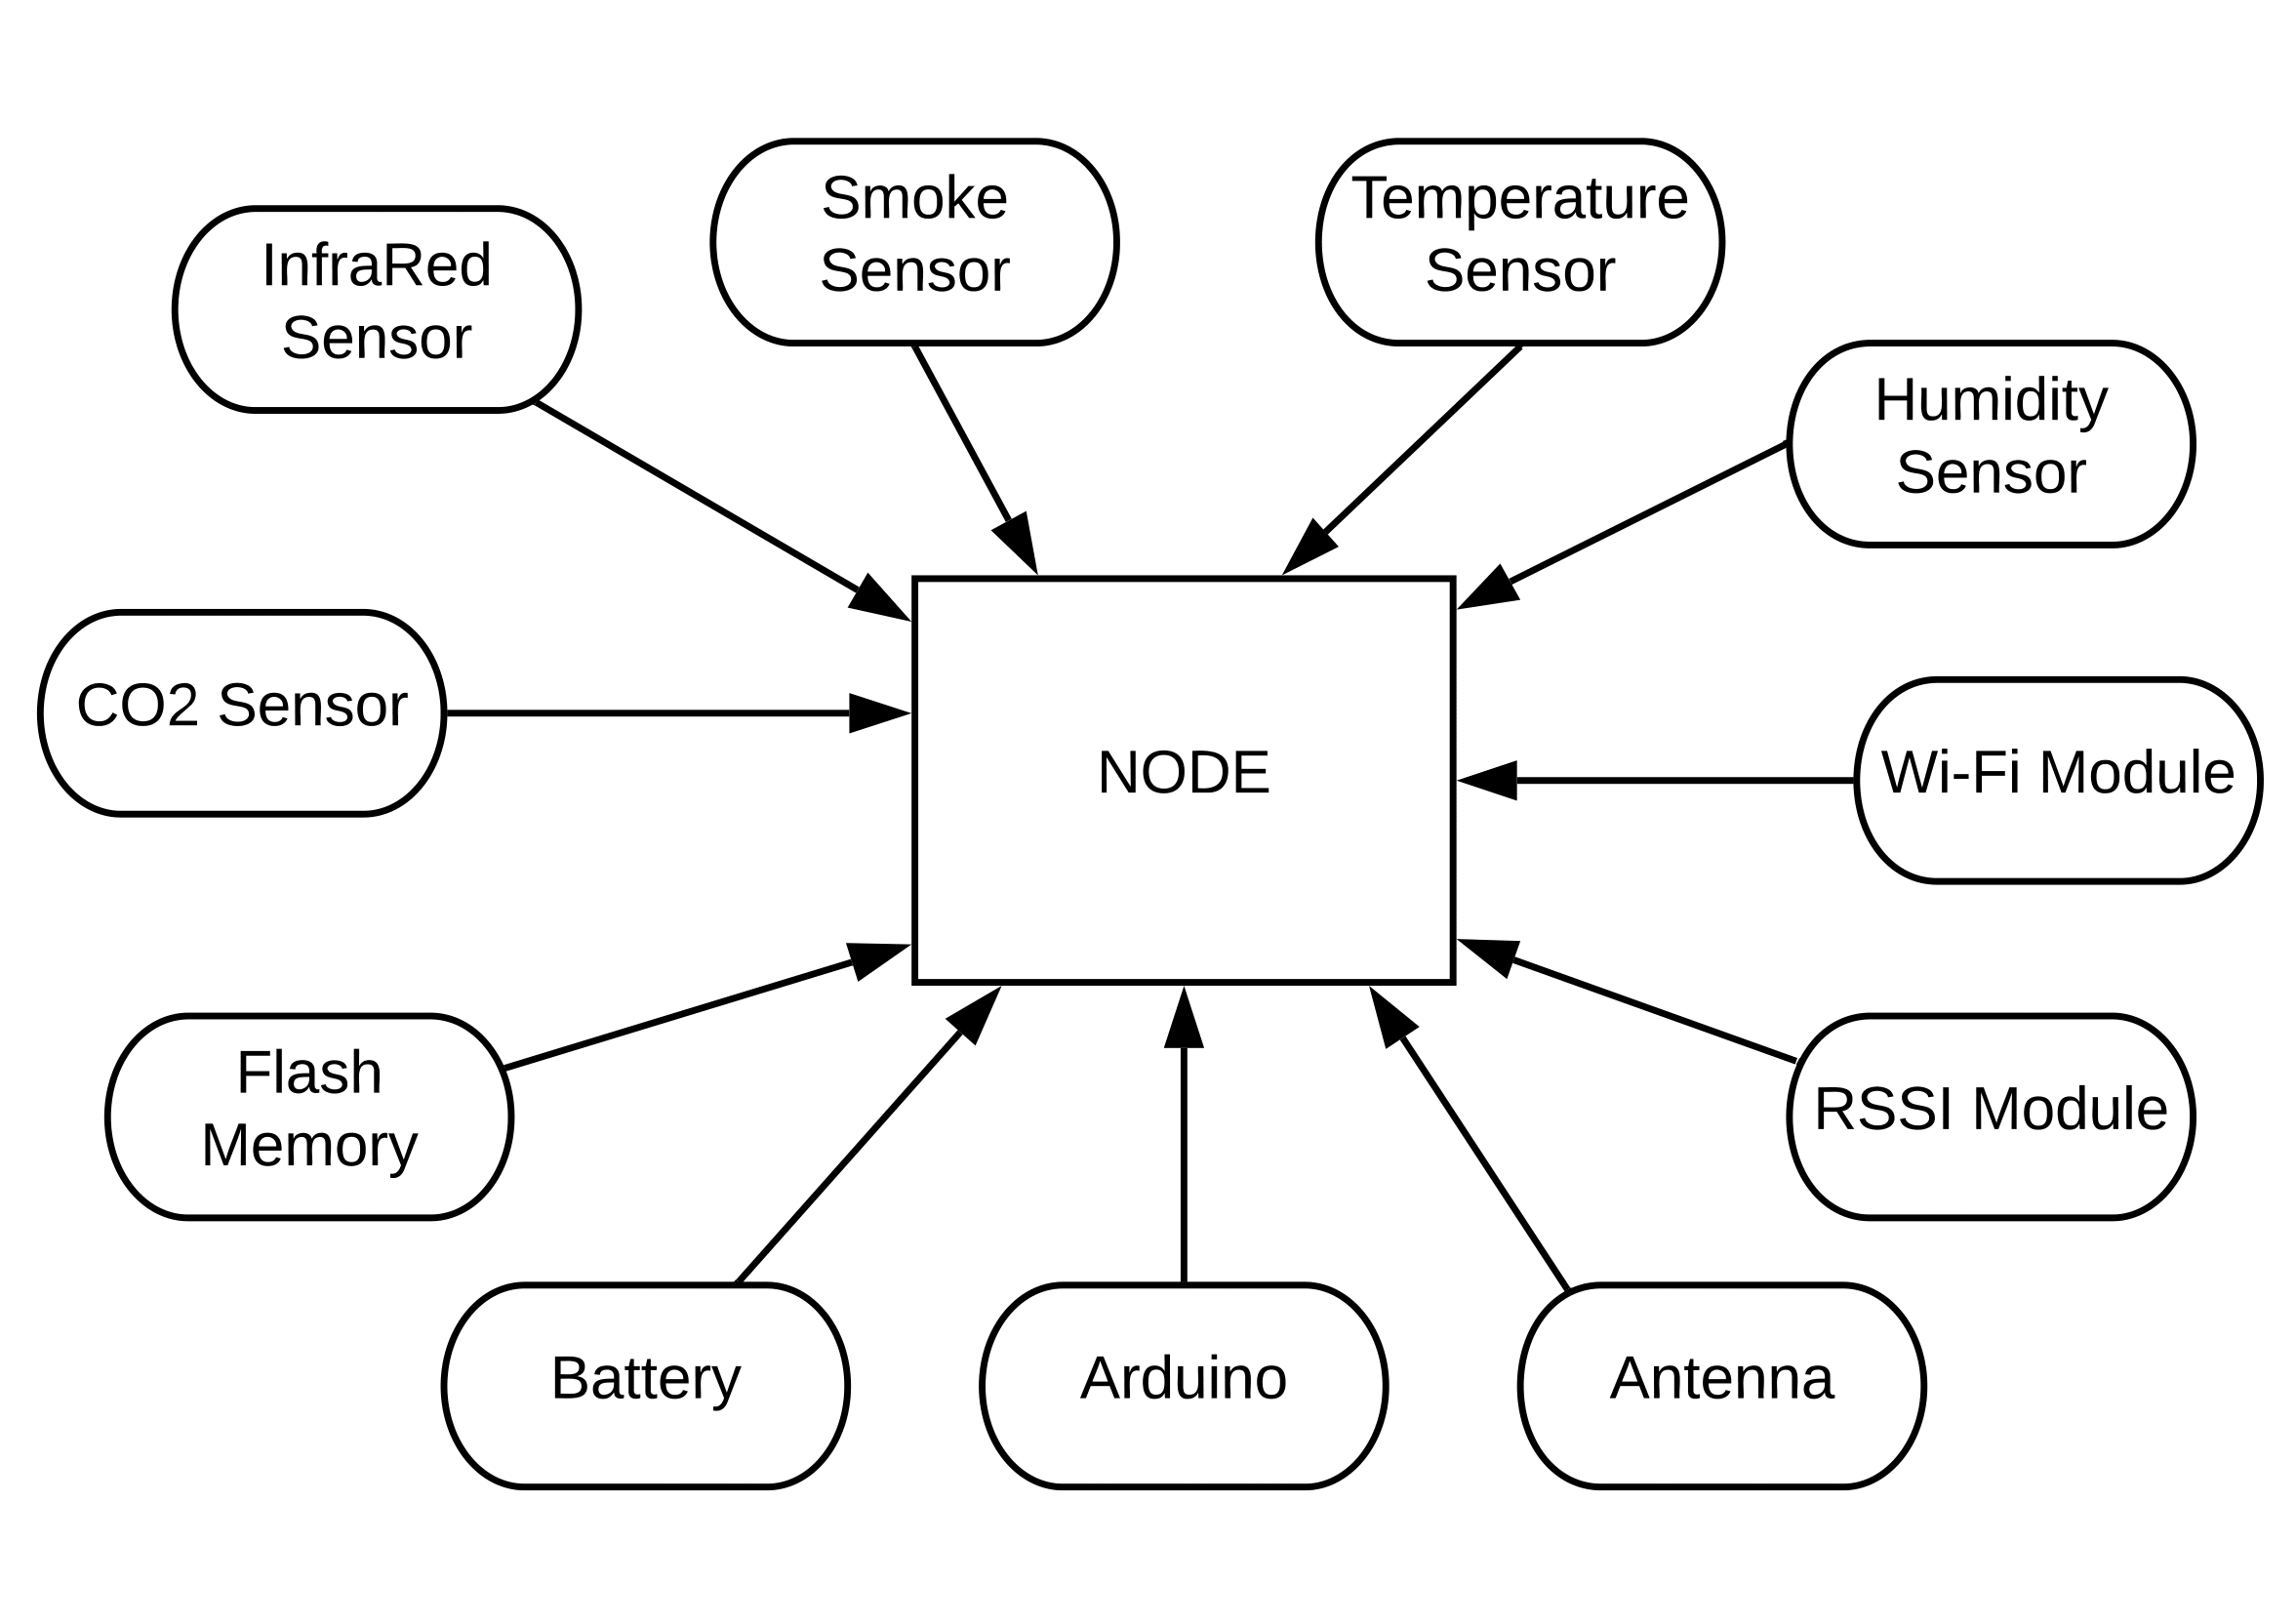 Smoke
Sensor
Temperature
Sensor
InfraRed
Sensor
Humidity
Sensor
CO2 Sensor
NODE
Wi-Fi Module
Flash
Memory
RSSI Module
Battery
Arduino
Antenna